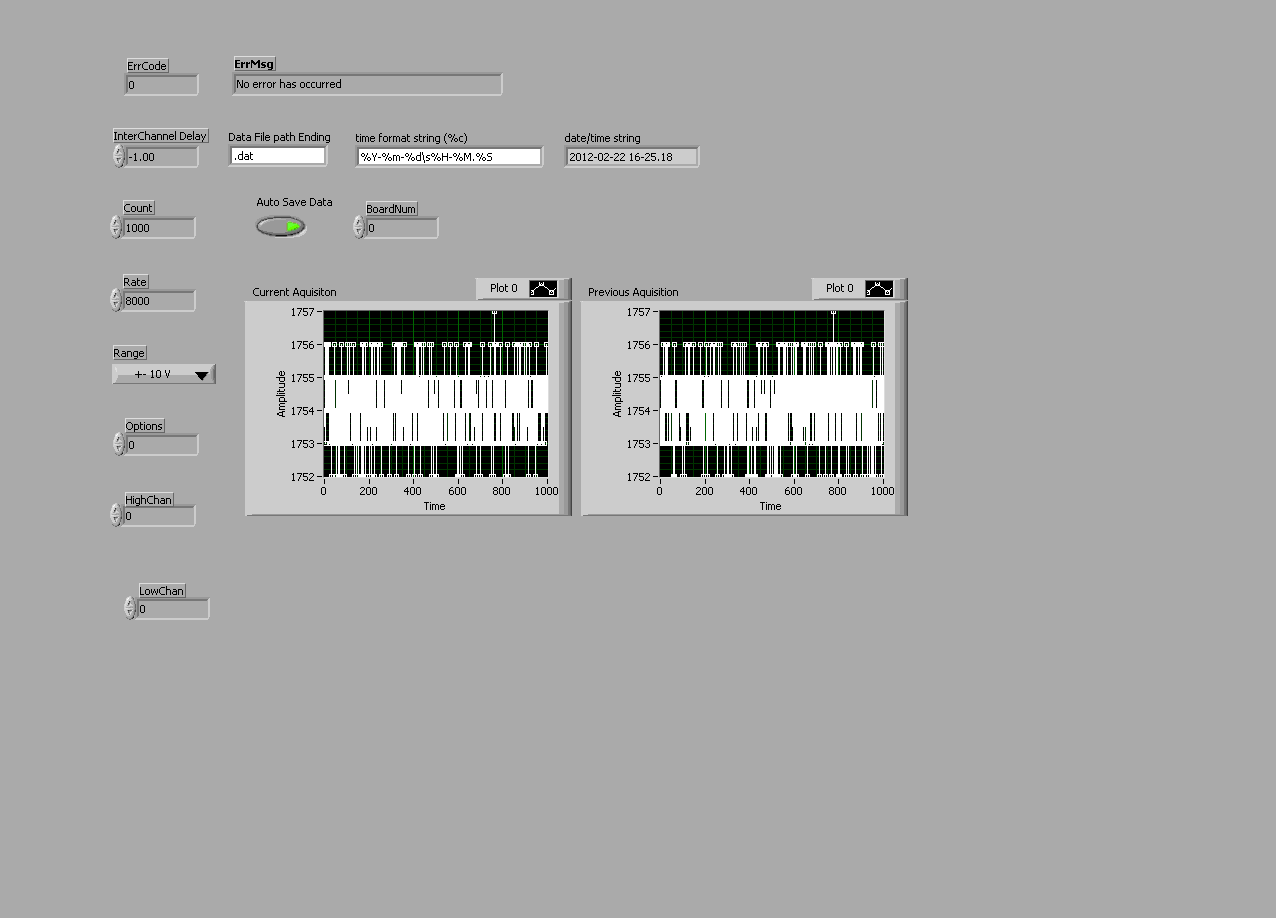 ErrCode
0
ErrMsg
No error has occurred
InterChannel Delay
-1.00
Data File path Ending
.dat
time format string (%c)
%Y-%m-%d\s%H-%M.%S
date/time string
2012-02-22 16-25.18
Count
1000
Auto Save Data
BoardNum
0
Rate
8000
Range
+- 10 V
Options
0
HighChan
0
LowChan
0
Current Aquisiton
Plot 0
1757
1756
1755
1754
1753
1752
Amplitude
0 200 400 600 800 1000
Time
Previous Aquisition
Plot 0
1757
1756
1755
1754
1753
1752
Amplitude
0 200 400 600 800 1000
Time